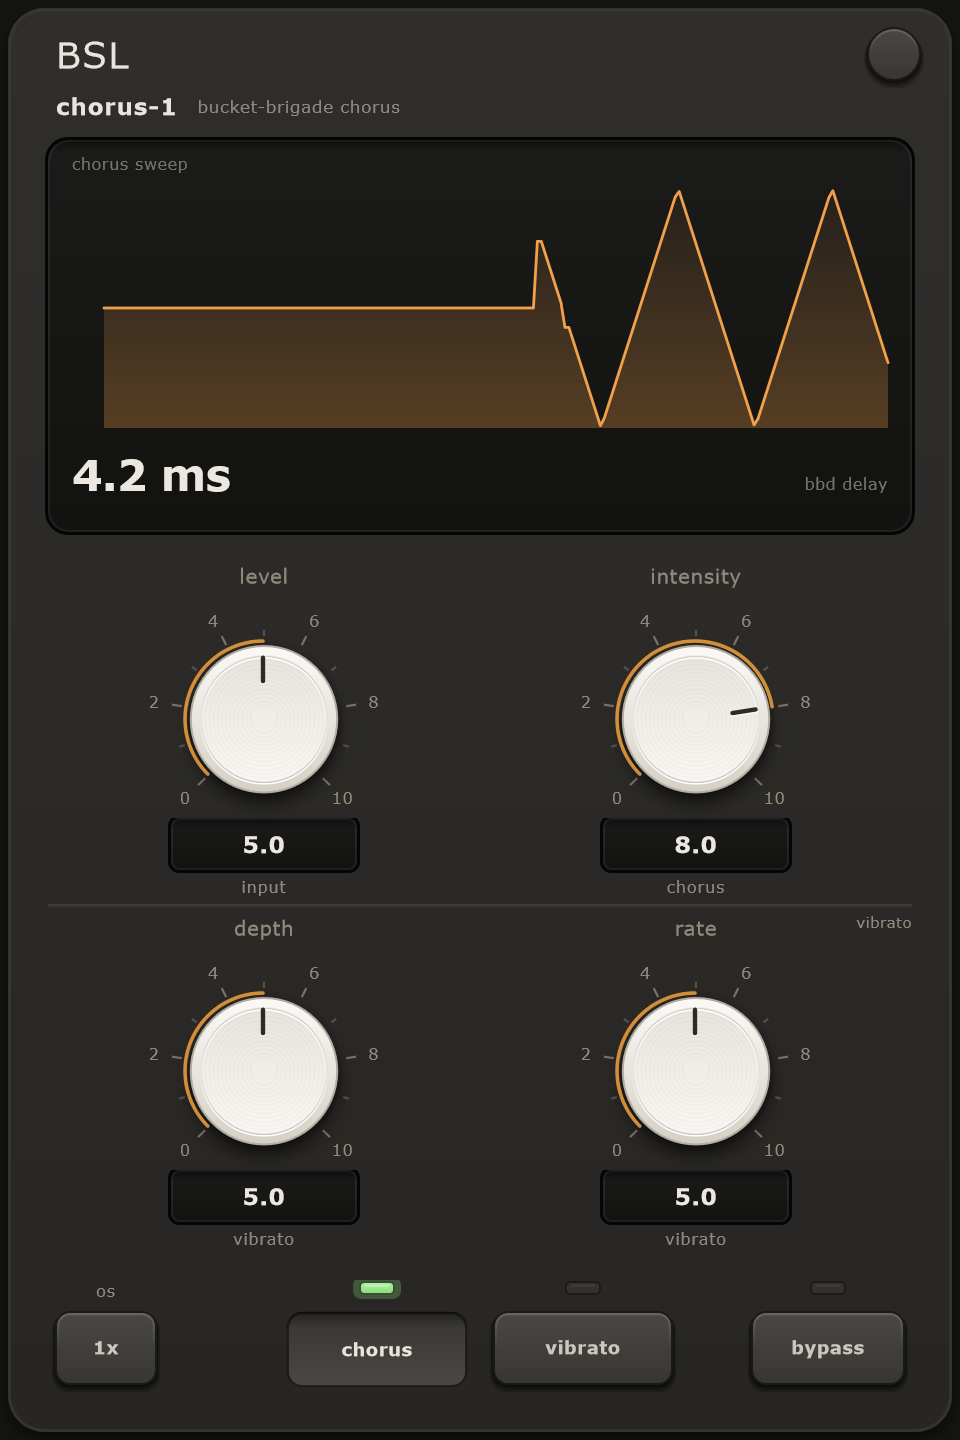 BSL
chorus-1 bucket-brigade chorus
chorus sweep
4.2 ms
bbd delay
level
intensity
4 6
4 6
2 8
2 8
0 10
0 10
5.0
8.0
input
chorus
depth
rate
vibrato
4 6
4 6
2 8
2 8
0 10
0 10
5.0
5.0
vibrato
vibrato
os
1x
chorus
vibrato
bypass